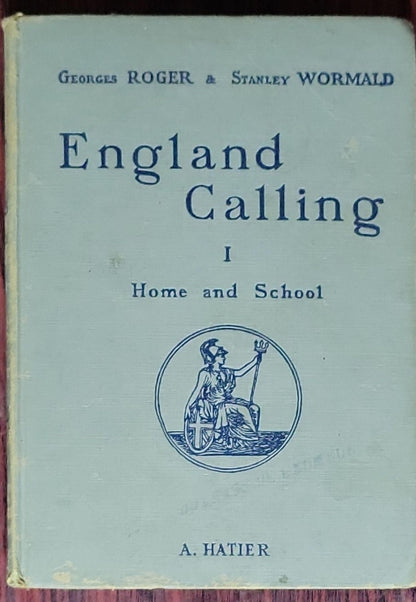 Georges ROGER & Stanley WORMALD
England
Calling
I
Home and School
A. HATIER